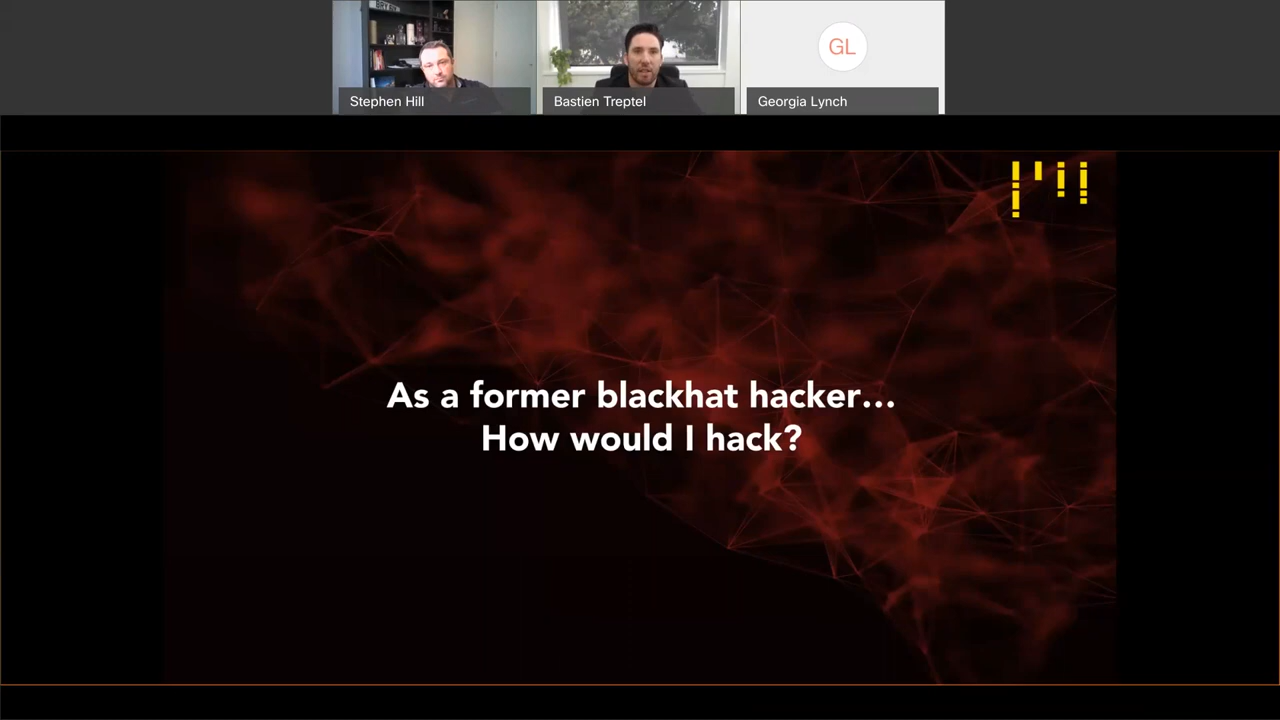 Stephen Hill
Bastien Treptel
GL
Georgia Lynch
As a former blackhat hacker...
How would I hack?